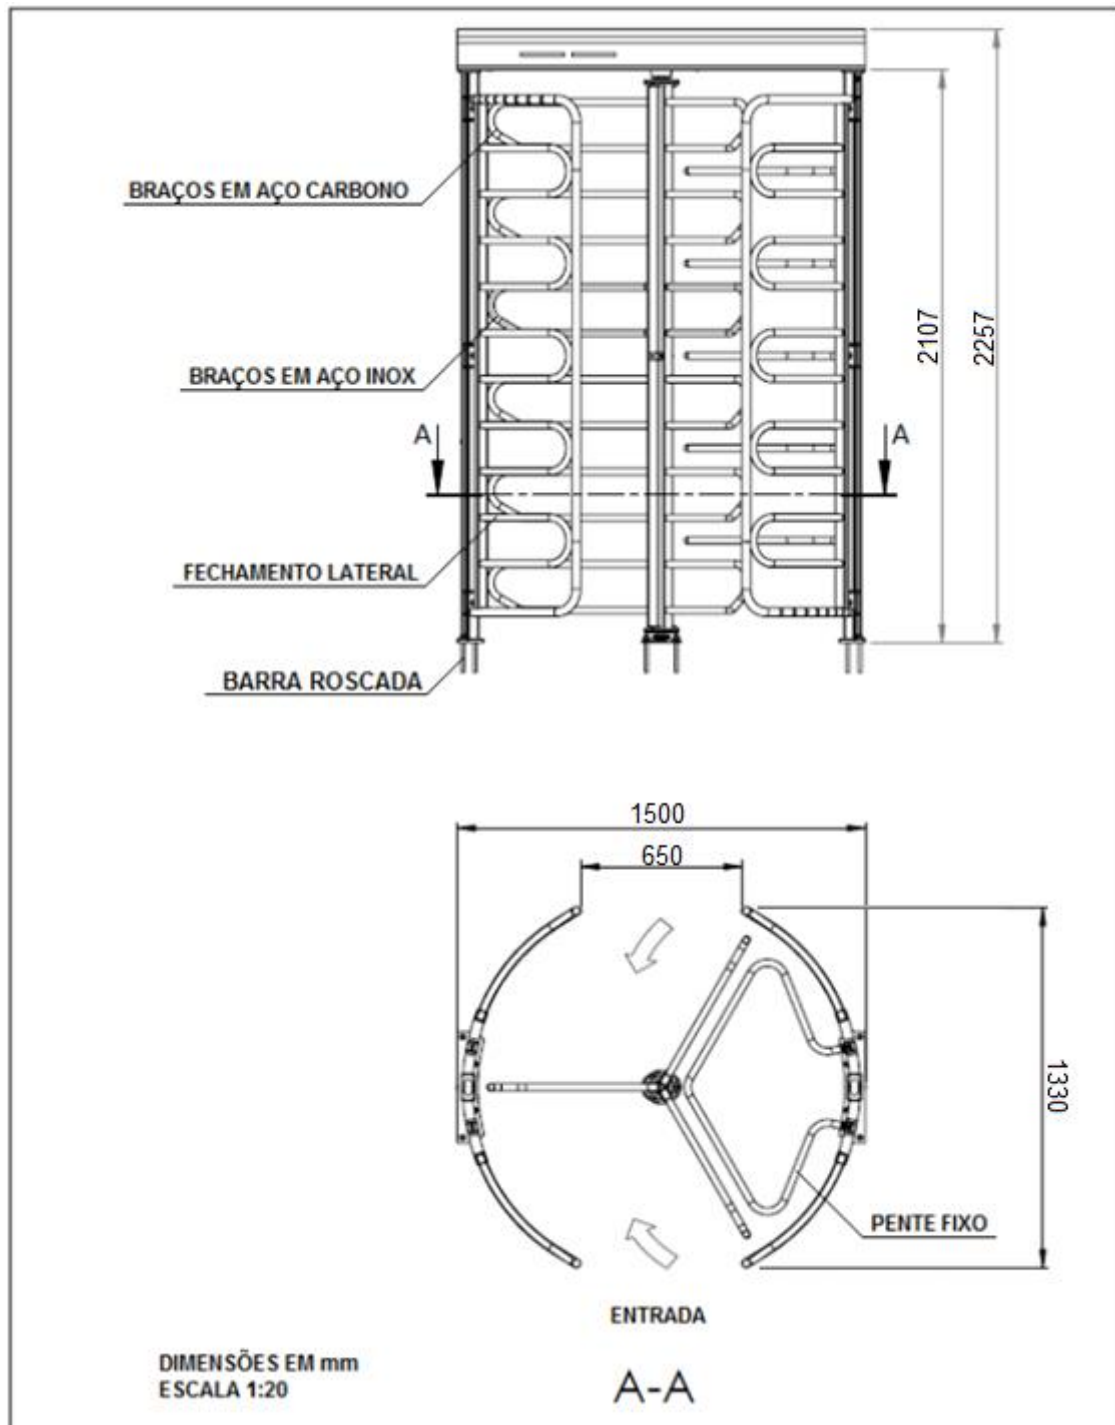 BRAÇOS EM AÇO CARBONO
BRAÇOS EM AÇO INOX
2107
2257
A
A
FECHAMENTO LATERAL
BARRA ROSCADA
1500
650
1330
PENTE FIXO
ENTRADA
DIMENSÕES EM mm
ESCALA 1:20
A-A